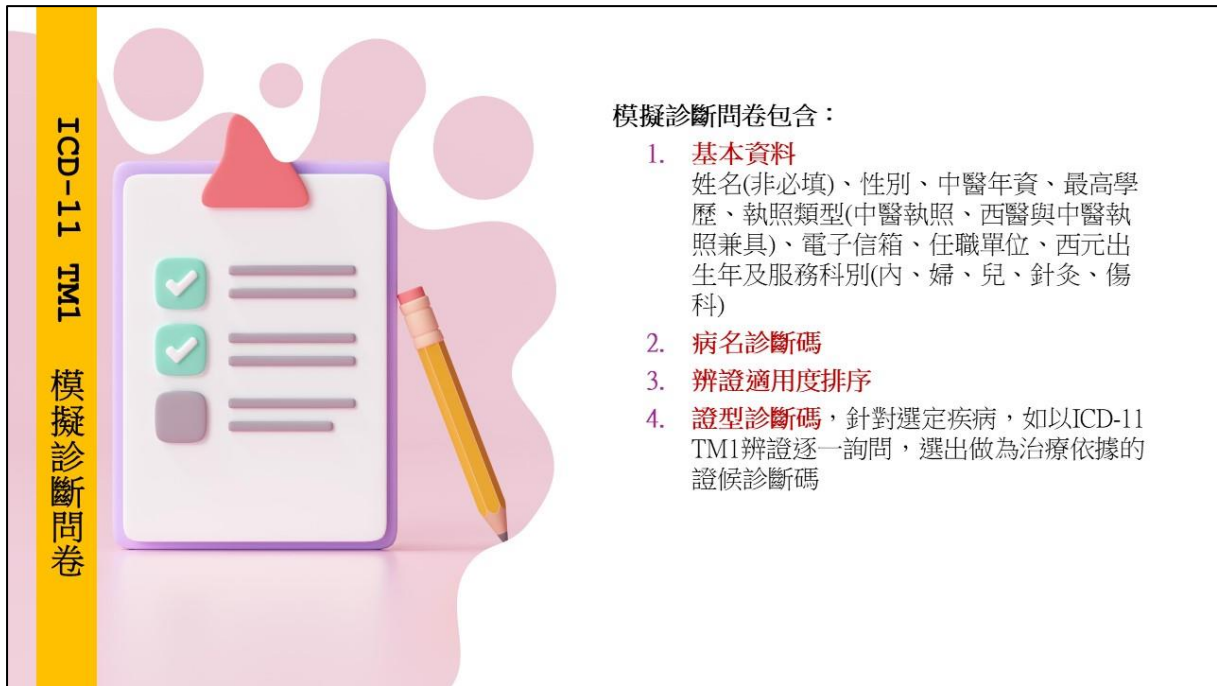 ICD-11 TM1 模擬診斷問卷
模擬診斷問卷包含：
1. 基本資料
姓名(非必填)、性別、中醫年資、最高學
歷、執照類型(中醫執照、西醫與中醫執
照兼具)、電子信箱、任職單位、西元出
生年及服務科別(內、婦、兒、針灸、傷
科)
2. 病名診斷碼
3. 辨證適用度排序
4. 證型診斷碼，針對選定疾病，如以ICD-11
TM1辨證逐一詢問，選出做為治療依據的
證候診斷碼